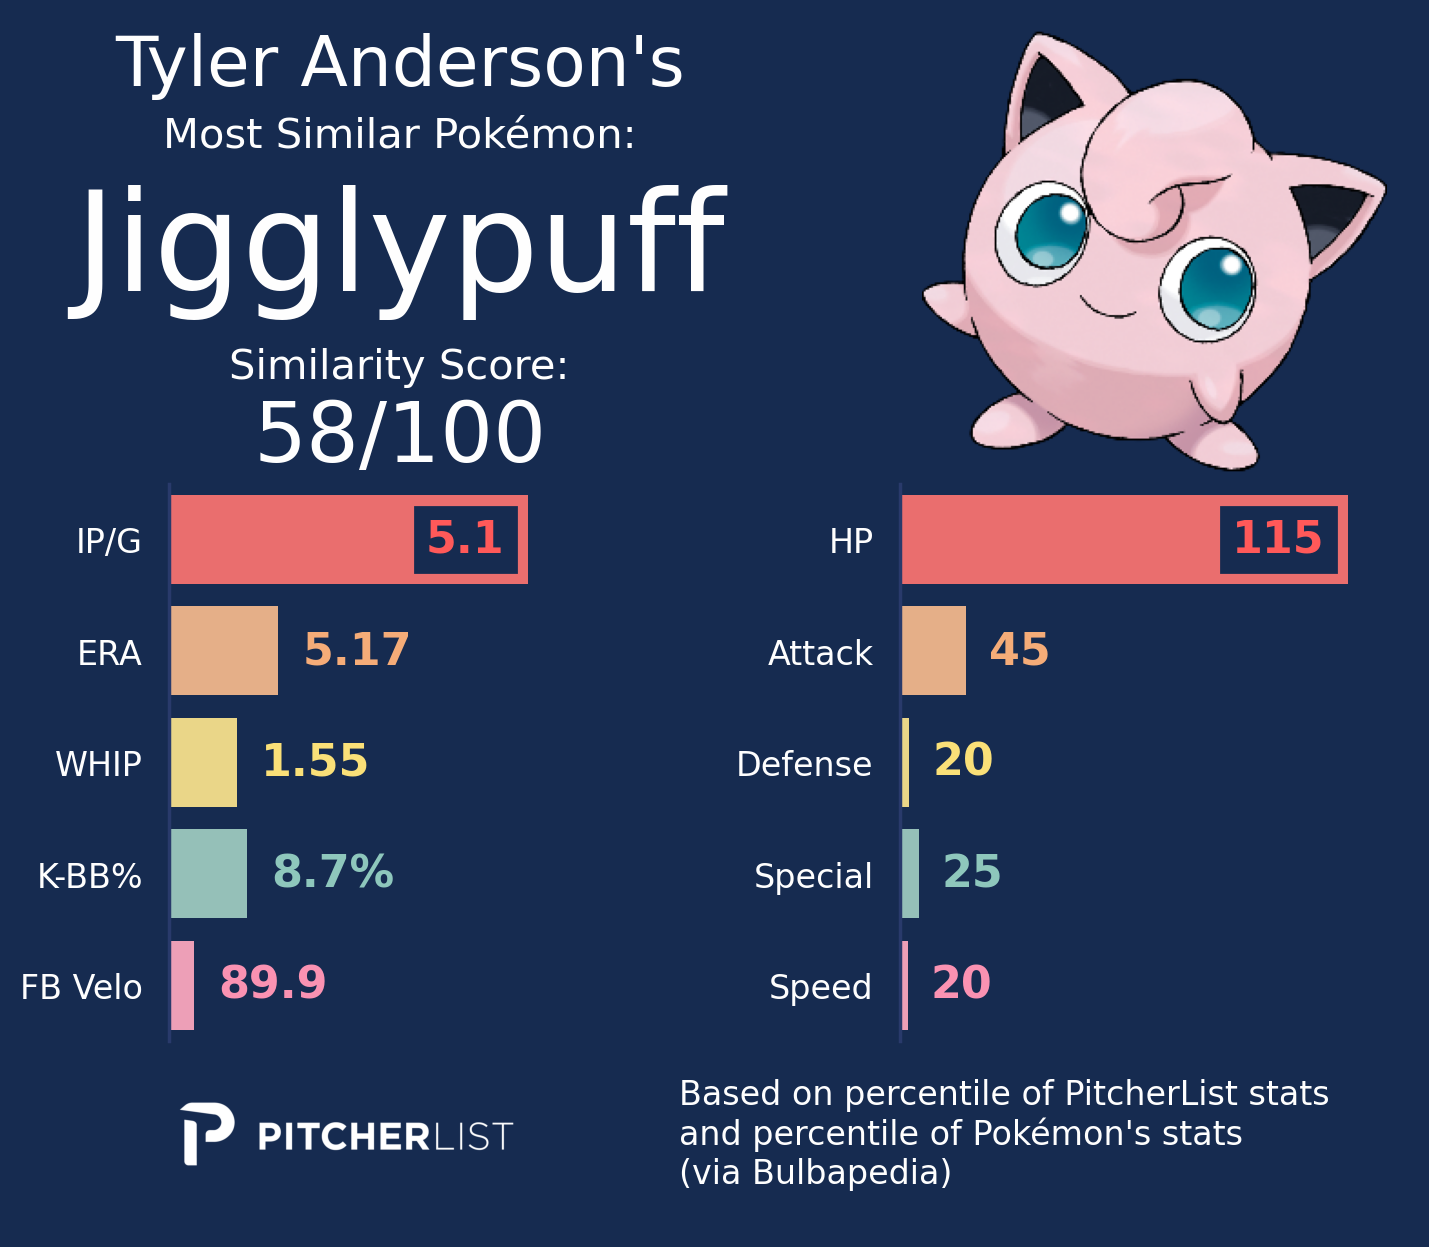 Tyler Anderson's
Most Similar Pokémon:
Jigglypuff
Similarity Score:
58/100
IP/G 5.1
ERA 5.17
WHIP 1.55
K-BB% 8.7%
FB Velo 89.9
HP 115
Attack 45
Defense 20
Special 25
Speed 20
PITCHERLIST
Based on percentile of PitcherList stats
and percentile of Pokémon's stats
(via Bulbapedia)